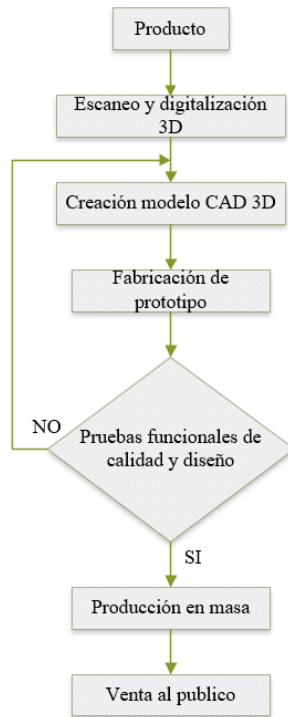 Producto
Escaneo y digitalización
3D
Creación modelo CAD 3D
Fabricación de
prototipo
NO
Pruebas funcionales de
calidad y diseño
SI
Producción en masa
Venta al publico